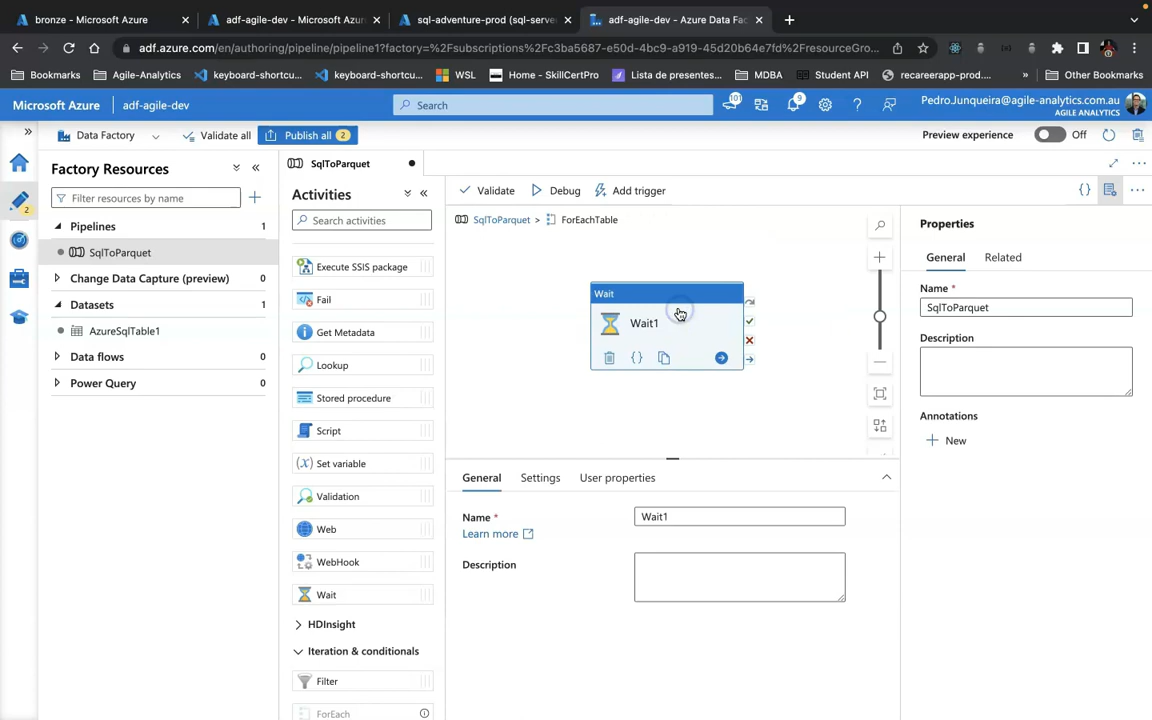 bronze - Microsoft Azure
adf-agile-dev - Microsoft Azur
sql-adventure-prod (sql-serve
adf-agile-dev - Azure Data Fac
adf.azure.com/en/authoring/pipeline/pipeline1?factory=%2Fsubscriptions%2Fc3ba5687-e50d-4bc9-a919-45d20b64e7fd%2FresourceGro...
Bookmarks
Agile-Analytics
keyboard-shortcu...
keyboard-shortcu...
WSL
Home - SkillCertPro
Lista de presentes...
MDBA
Student API
recareerapp-prod....
»
Other Bookmarks
Microsoft Azure
adf-agile-dev
Search
101
9
Pedro.Junqueira@agile-analytics.com.au
AGILE ANALYTICS
Data Factory
Validate all
Publish all 2
Preview experience
Off
2
Factory Resources
Filter resources by name
Pipelines 1
SqlToParquet
Change Data Capture (preview) 0
Datasets 1
AzureSqlTable1
Data flows 0
Power Query 0
SqlToParquet
Activities
Search activities
Execute SSIS package
Fail
Get Metadata
Lookup
Stored procedure
Script
Set variable
Validation
Web
WebHook
Wait
HDInsight
Iteration & conditionals
Filter
ForEach
Validate
Debug
Add trigger
SqlToParquet > ForEachTable
Wait
Wait1
General
Settings
User properties
Name *
Wait1
Learn more
Description
Properties
General
Related
Name *
SqlToParquet
Description
Annotations
New